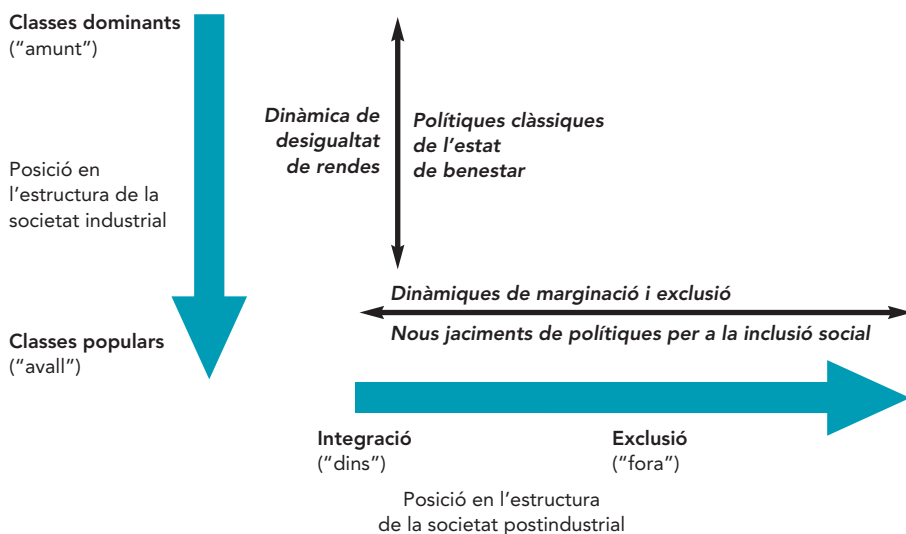 Classes dominants
(“amunt”)
Dinàmica de
desigualtat
de rendes
Polítiques clàssiques
de l’estat
de benestar
Posició en
l’estructura de la
societat industrial
Dinàmiques de marginació i exclusió
Nous jaciments de polítiques per a la inclusió social
Classes populars
(“avall”)
Integració
(“dins”)
Exclusió
(“fora”)
Posició en l’estructura
de la societat postindustrial